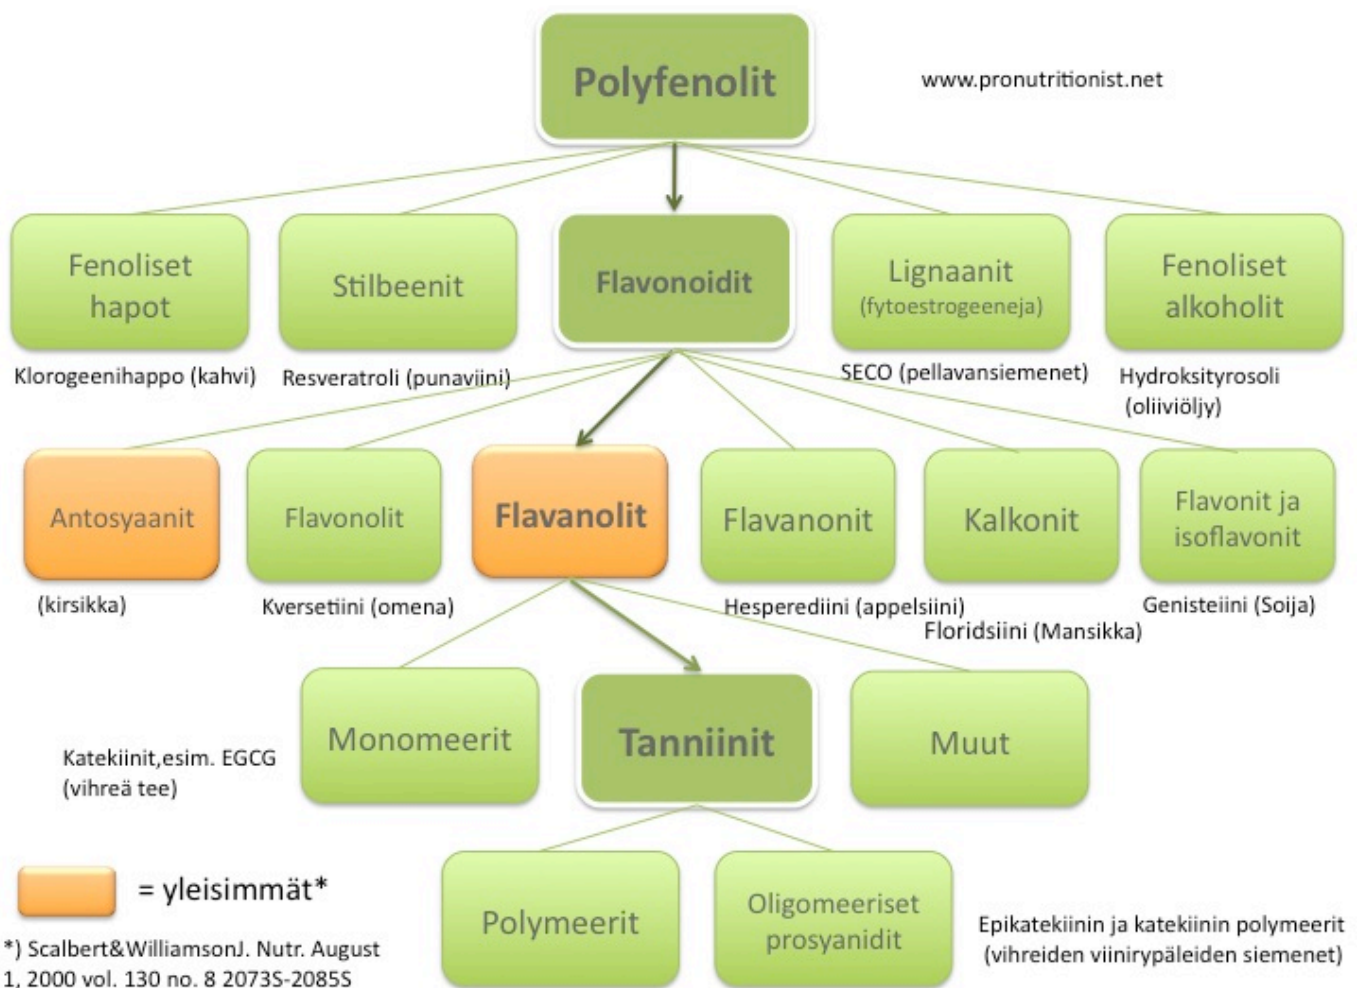 Polyfenolit
www.pronutritionist.net
Fenoliset
hapot
Stilbeenit
Flavonoidit
Lignaanit
(fytoestrogeeneja)
Fenoliset
alkoholit
Klorogeenihappo (kahvi)
Resveratroli (punaviini)
SECO (pellavansiemenet)
Hydroksityrosoli
(oliiviöljy)
Antosyaanit
Flavonolit
Flavanolit
Flavanonit
Kalkonit
Flavonit ja
isoflavonit
(kirsikka)
Kversetiini (omena)
Hesperediini (appelsiini)
Floridsiini (Mansikka)
Genisteiini (Soija)
Monomeerit
Tanniinit
Muut
Katekiinit,esim. EGCG
(vihreä tee)
= yleisimmät*
Polymeerit
Oligomeeriset
prosyanidit
Epikatekiinin ja katekiinin polymeerit
(vihreiden viinirypäleiden siemenet)
*) Scalbert&WilliamsonJ. Nutr. August
1, 2000 vol. 130 no. 8 2073S-2085S